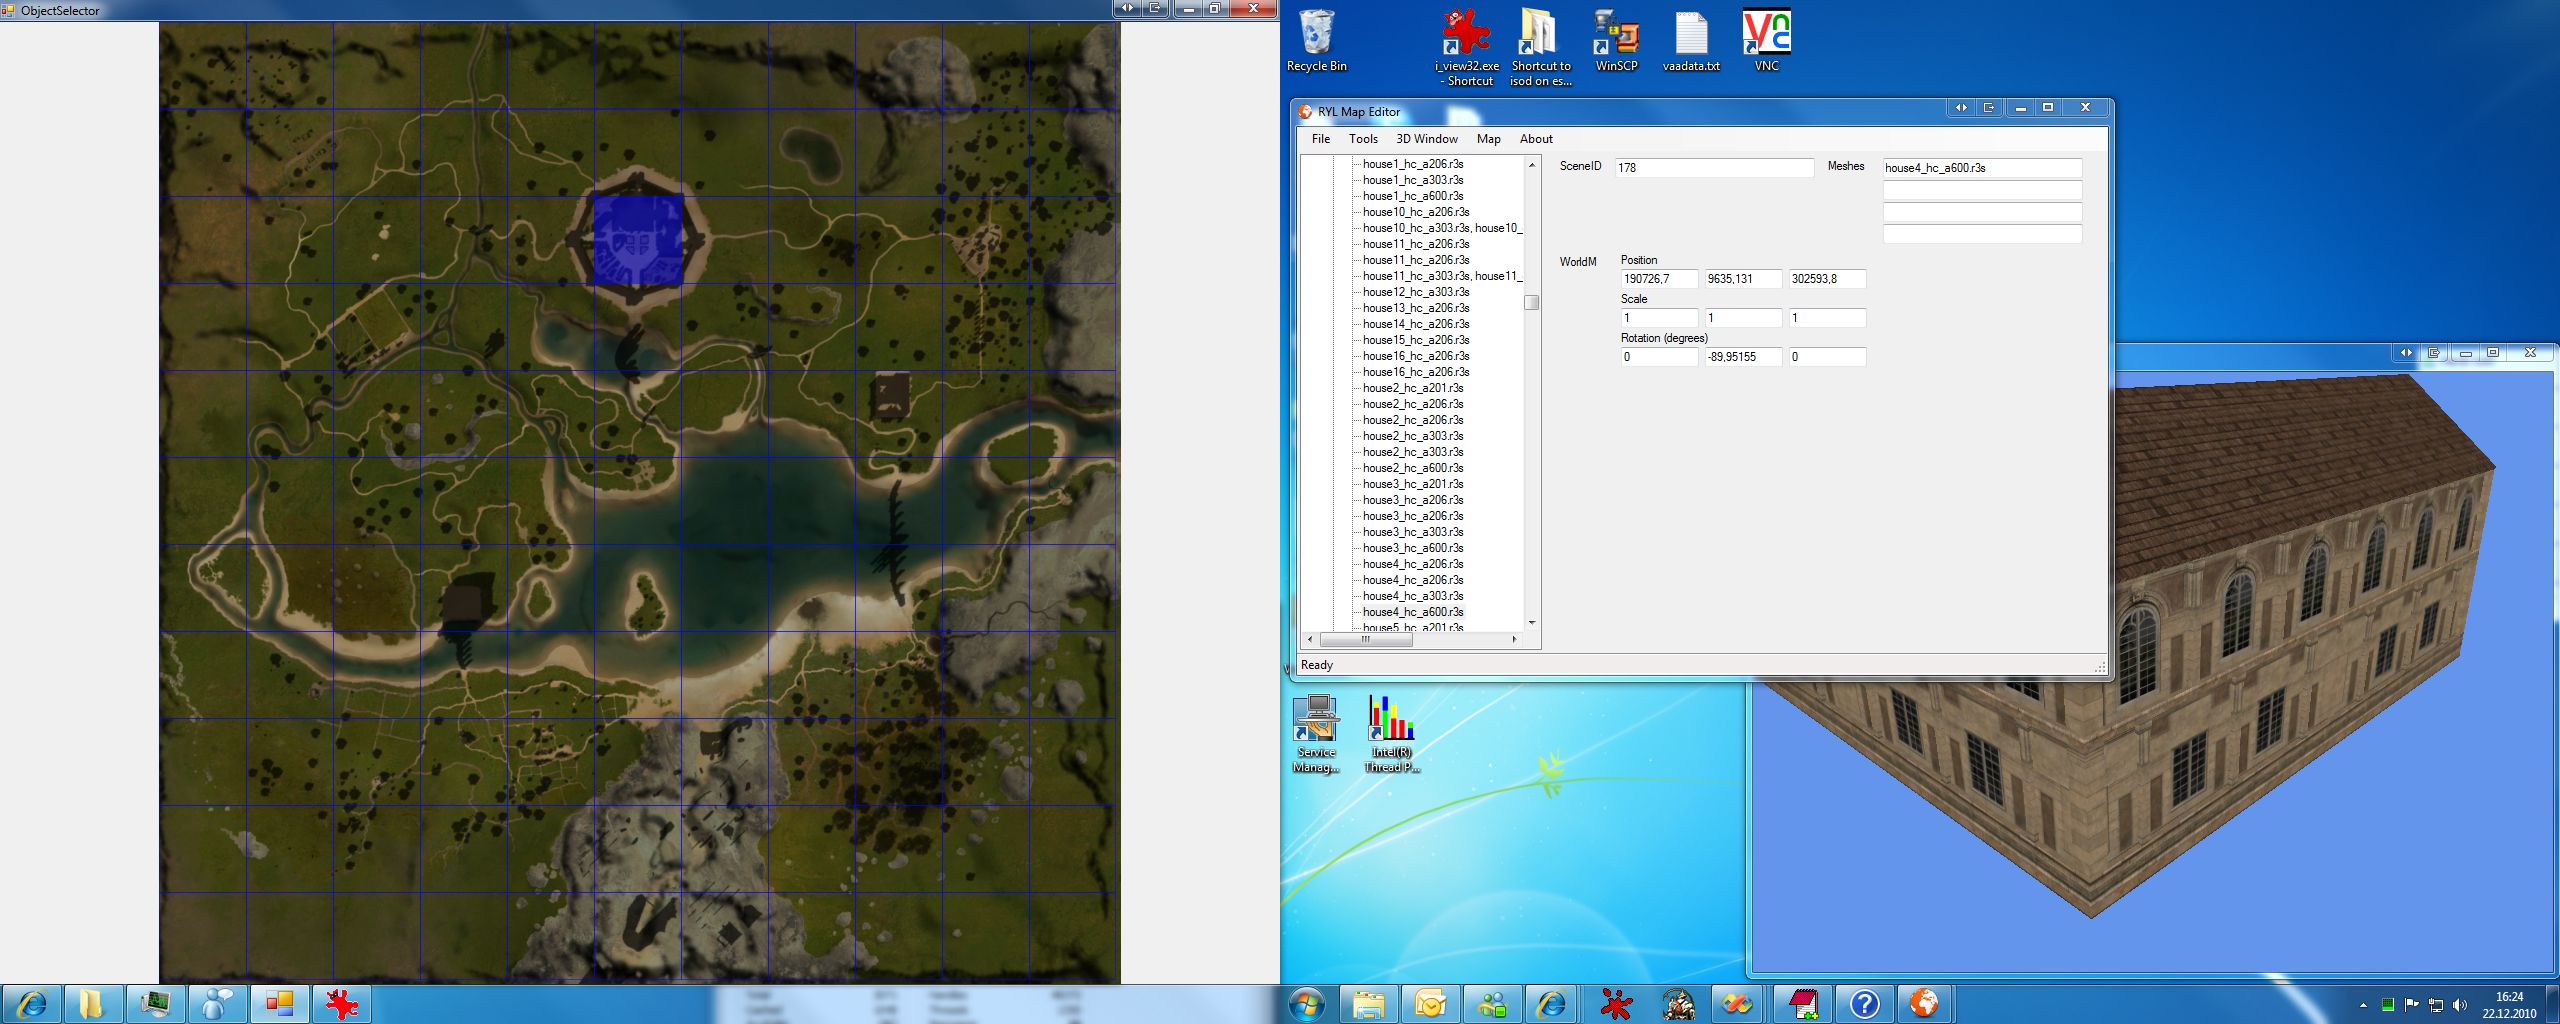 ObjectSelector
Recycle Bin
i_view32.exe
- Shortcut
Shortcut to
isod on es...
WinSCP
vaadata.txt
VNC
RYL Map Editor
File Tools 3D Window Map About
house1_hc_a206.r3s
house1_hc_a303.r3s
house1_hc_a600.r3s
house10_hc_a206.r3s
house10_hc_a303.r3s, house10_
house11_hc_a206.r3s
house11_hc_a206.r3s
house11_hc_a303.r3s, house11_
house12_hc_a303.r3s
house13_hc_a206.r3s
house14_hc_a206.r3s
house15_hc_a206.r3s
house16_hc_a206.r3s
house16_hc_a206.r3s
house2_hc_a201.r3s
house2_hc_a206.r3s
house2_hc_a206.r3s
house2_hc_a303.r3s
house2_hc_a303.r3s
house2_hc_a600.r3s
house3_hc_a201.r3s
house3_hc_a206.r3s
house3_hc_a206.r3s
house3_hc_a303.r3s
house3_hc_a600.r3s
house4_hc_a206.r3s
house4_hc_a206.r3s
house4_hc_a303.r3s
house4_hc_a600.r3s
house5_hc_a201.r3s
SceneID 178 Meshes house4_hc_a600.r3s
WorldM Position
190726,7 9635,131 302593,8
Scale
1 1 1
Rotation (degrees)
0 -89,95155 0
Ready
Service
Manag...
Intel(R)
Thread P...
16:24
22.12.2010